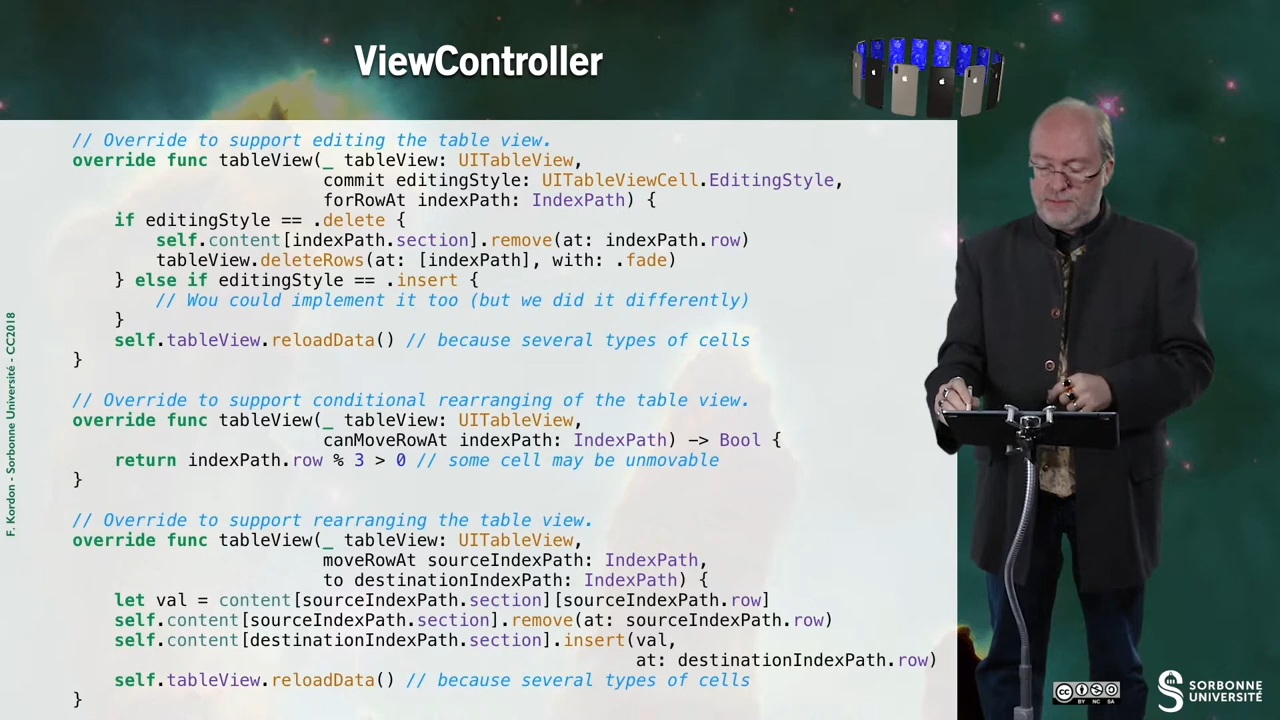 ViewController
// Override to support editing the table view.
override func tableView(_ tableView: UITableView,
commit editingStyle: UITableViewCell.EditingStyle,
forRowAt indexPath: IndexPath) {
if editingStyle == .delete {
self.content[indexPath.section].remove(at: indexPath.row)
tableView.deleteRows(at: [indexPath], with: .fade)
} else if editingStyle == .insert {
// Wou could implement it too (but we did it differently)
}
self.tableView.reloadData() // because several types of cells
}
// Override to support conditional rearranging of the table view.
override func tableView(_ tableView: UITableView,
canMoveRowAt indexPath: IndexPath) -> Bool {
return indexPath.row % 3 > 0 // some cell may be unmovable
}
// Override to support rearranging the table view.
override func tableView(_ tableView: UITableView,
moveRowAt sourceIndexPath: IndexPath,
to destinationIndexPath: IndexPath) {
let val = content[sourceIndexPath.section][sourceIndexPath.row]
self.content[sourceIndexPath.section].remove(at: sourceIndexPath.row)
self.content[destinationIndexPath.section].insert(val,
at: destinationIndexPath.row)
self.tableView.reloadData() // because several types of cells
}
F. Kordon - Sorbonne Université - CC2018
cc
BY NC SA
SORBONNE
UNIVERSITÉ